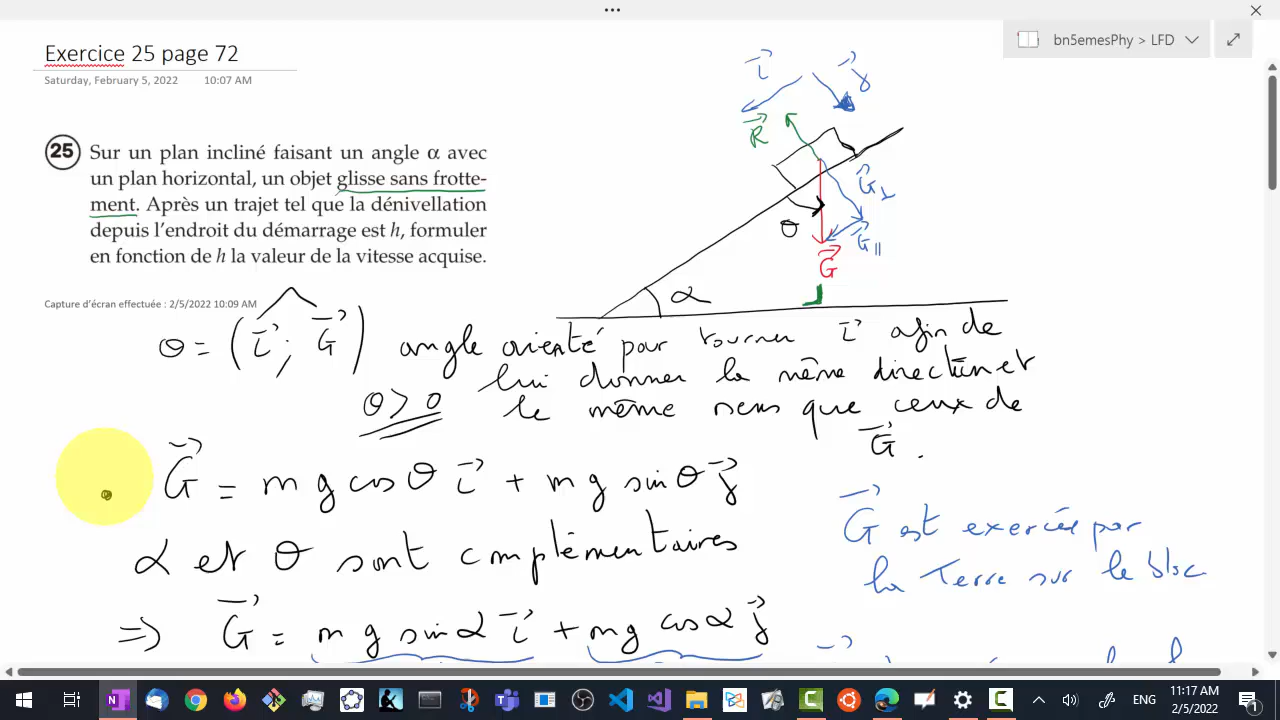 Exercice 25 page 72
Saturday, February 5, 2022 10:07 AM
bn5emesPhy > LFD
25 Sur un plan incliné faisant un angle α avec
un plan horizontal, un objet glisse sans frotte-
ment. Après un trajet tel que la dénivellation
depuis l'endroit du démarrage est h, formuler
en fonction de h la valeur de la vitesse acquise.
Capture d'écran effectuée : 2/5/2022 10:09 AM
i⃗ j⃗
R⃗
G⃗⊥
θ G⃗||
G⃗
α
θ = (i⃗ ; G⃗) angle orienté pour tourner i⃗ afin de
lui donner la même direction et
θ > 0 le même sens que ceux de
G⃗ .
G⃗ = m g cos θ i⃗ + m g sin θ j⃗
G⃗ est exercée par
la Terre sur le bloc
α et θ sont complémentaires
=> G⃗ = m g sin α i⃗ + m g cos α j⃗
ENG
11:17 AM
2/5/2022
1